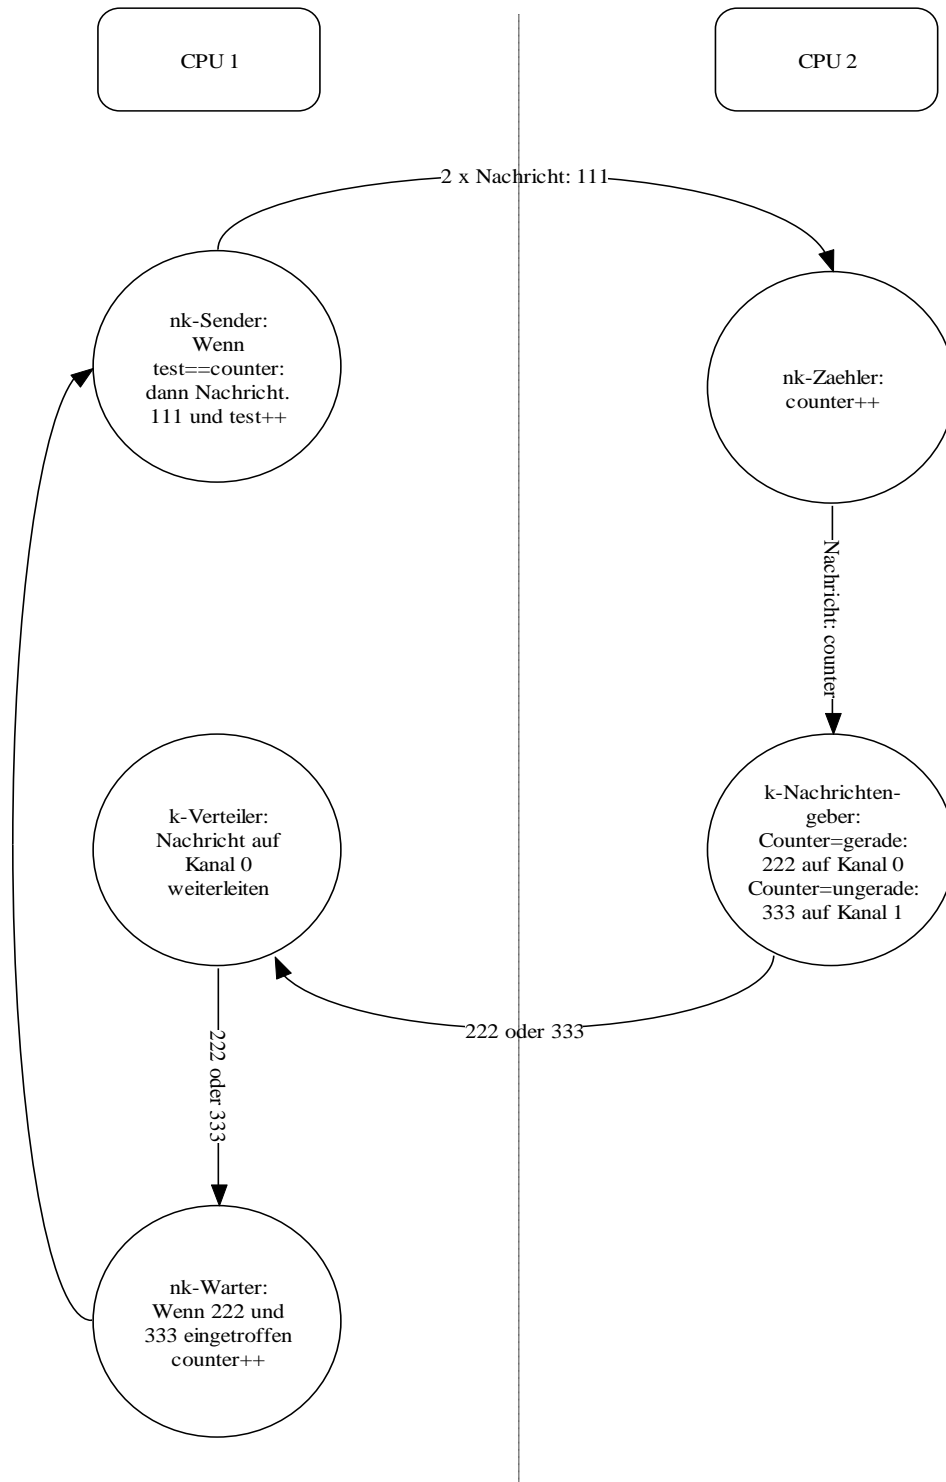 CPU 1
CPU 2
2 x Nachricht: 111
nk-Sender:
Wenn
test==counter:
dann Nachricht.
111 und test++
nk-Zaehler:
counter++
Nachricht: counter
k-Verteiler:
Nachricht auf
Kanal 0
weiterleiten
k-Nachrichten-
geber:
Counter=gerade:
222 auf Kanal 0
Counter=ungerade:
333 auf Kanal 1
222 oder 333
222 oder 333
nk-Warter:
Wenn 222 und
333 eingetroffen
counter++